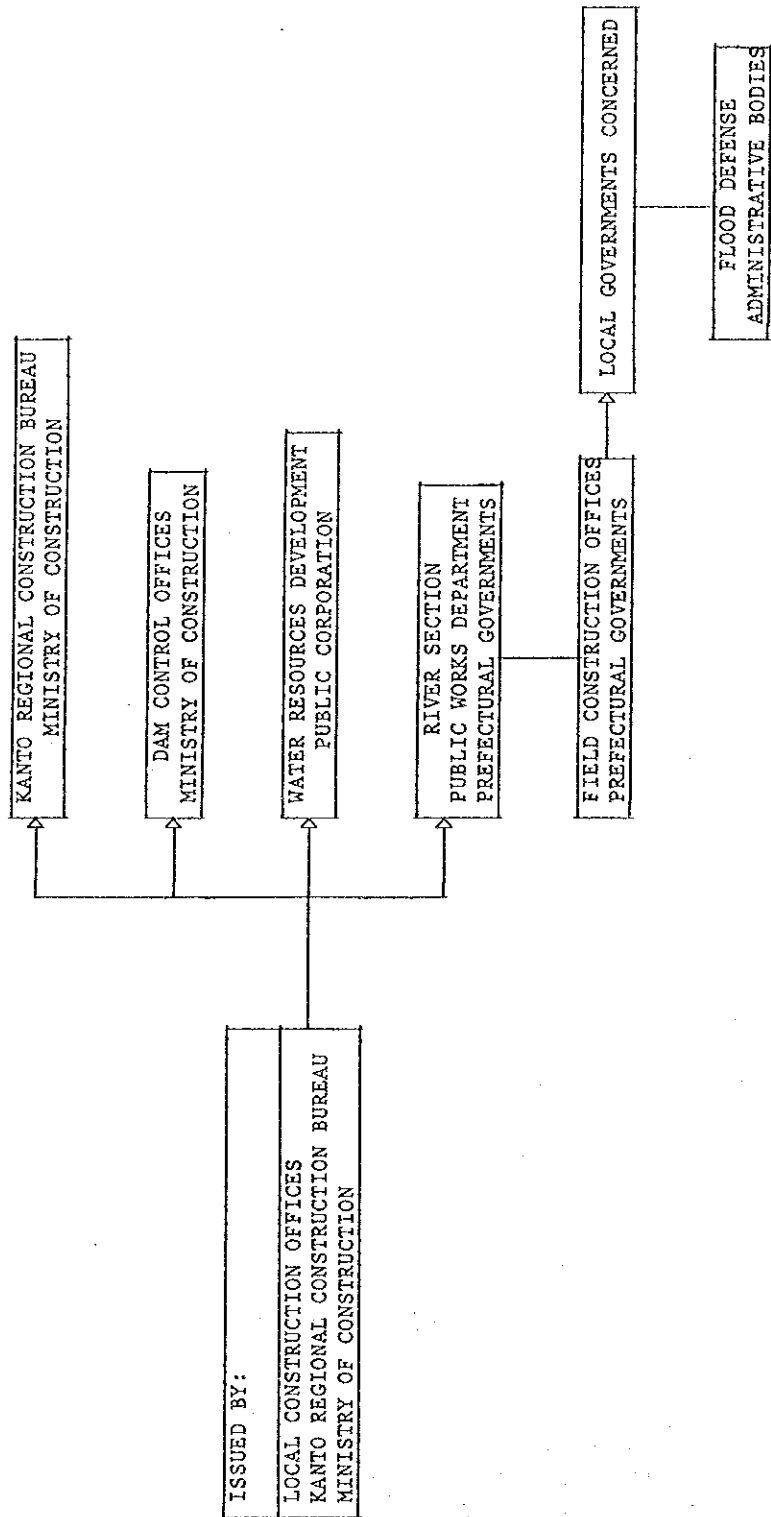 ISSUED BY:
LOCAL CONSTRUCTION OFFICES
KANTO REGIONAL CONSTRUCTION BUREAU
MINISTRY OF CONSTRUCTION
KANTO REGIONAL CONSTRUCTION BUREAU
MINISTRY OF CONSTRUCTION
DAM CONTROL OFFICES
MINISTRY OF CONSTRUCTION
WATER RESOURCES DEVELOPMENT
PUBLIC CORPORATION
RIVER SECTION
PUBLIC WORKS DEPARTMENT
PREFECTURAL GOVERNMENTS
FIELD CONSTRUCTION OFFICES
PREFECTURAL GOVERNMENTS
LOCAL GOVERNMENTS CONCERNED
FLOOD DEFENSE
ADMINISTRATIVE BODIES